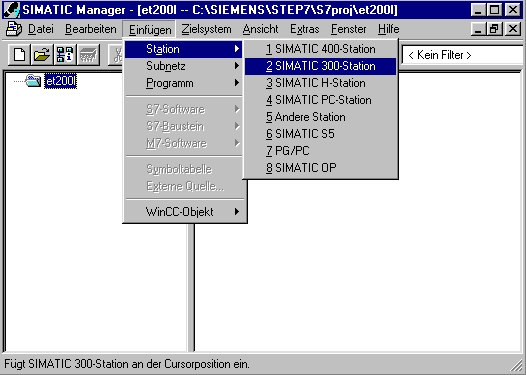 SIMATIC Manager - [et200l -- C:\SIEMENS\STEP7\S7proj\et200l]
Datei Bearbeiten Einfügen Zielsystem Ansicht Extras Fenster Hilfe
< Kein Filter >
et200l
Station
Subnetz
Programm
S7-Software
S7-Baustein
M7-Software
Symboltabelle
Externe Quelle...
WinCC-Objekt
1 SIMATIC 400-Station
2 SIMATIC 300-Station
3 SIMATIC H-Station
4 SIMATIC PC-Station
5 Andere Station
6 SIMATIC S5
7 PG/PC
8 SIMATIC OP
Fügt SIMATIC 300-Station an der Cursorposition ein.